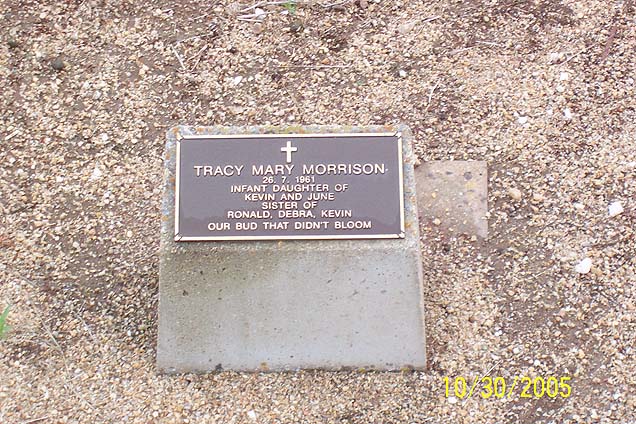 TRACY MARY MORRISON
26. 7. 1961
INFANT DAUGHTER OF
KEVIN AND JUNE
SISTER OF
RONALD, DEBRA, KEVIN
OUR BUD THAT DIDN'T BLOOM
10/30/2005